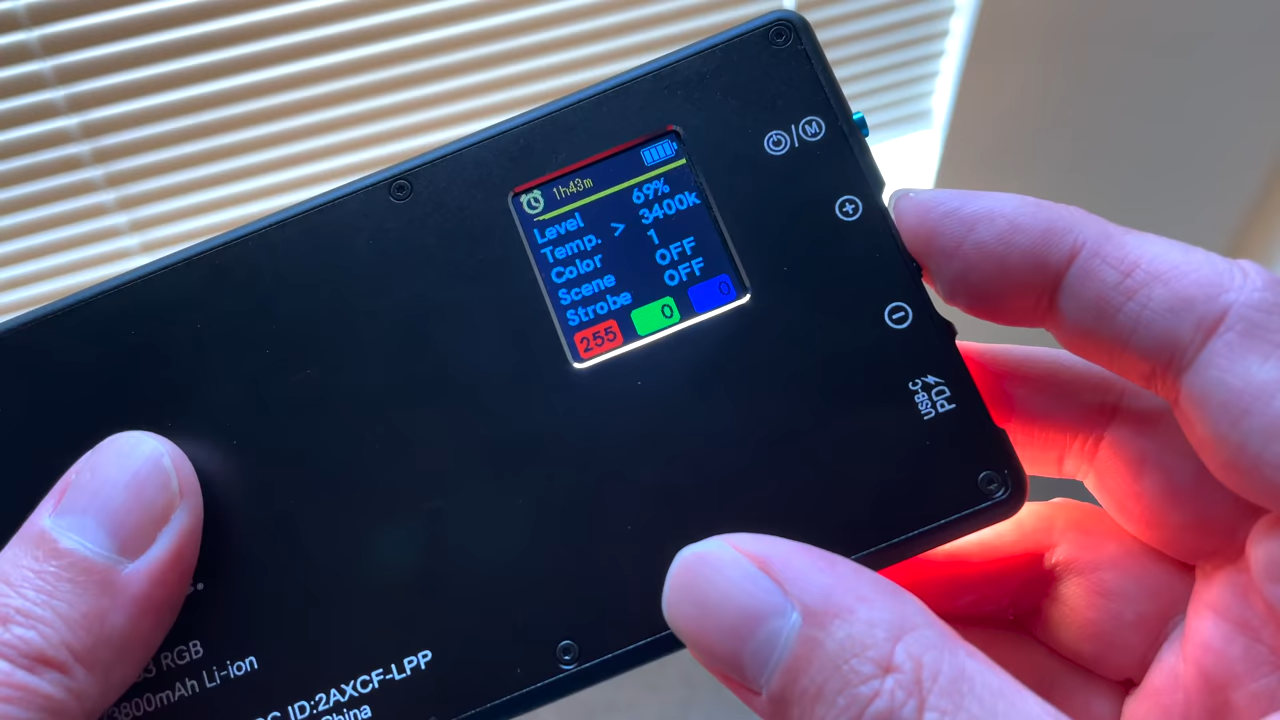 1h43m
Level 69%
Temp. > 3400k
Color 1
Scene OFF
Strobe OFF
255 0 0
/M
+
−
USB-C
PD
RGB
3800mAh Li-ion
ID:2AXCF-LPP
China